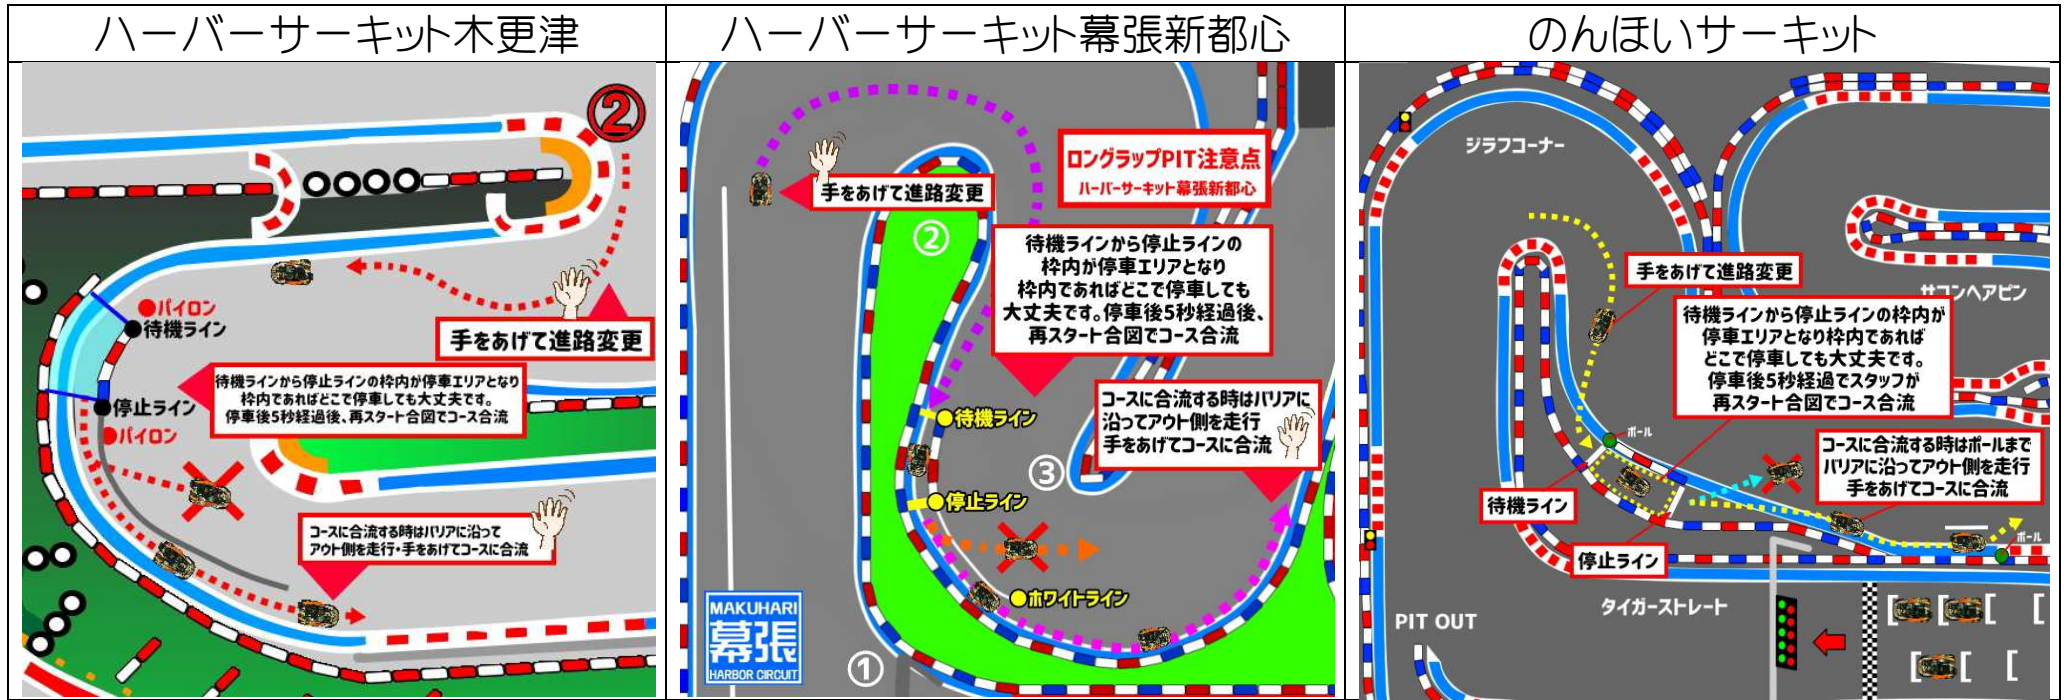 ハーバーサーキット木更津
②
●パイロン
●待機ライン
手をあげて進路変更
待機ラインから停止ラインの枠内が停車エリアとなり
枠内であればどこで停車しても大丈夫です。
停車後5秒経過後、再スタート合図でコース合流
●停止ライン
●パイロン
コースに合流する時はバリアに沿って
アウト側を走行・手をあげてコースに合流
ハーバーサーキット幕張新都心
ロングラップPIT注意点
ハーバーサーキット幕張新都心
手をあげて進路変更
②
待機ラインから停止ラインの
枠内が停車エリアとなり
枠内であればどこで停車しても
大丈夫です。停車後5秒経過後、
再スタート合図でコース合流
●待機ライン
コースに合流する時はバリアに
沿ってアウト側を走行
手をあげてコースに合流
③
●停止ライン
●ホワイトライン
MAKUHARI
幕張
HARBOR CIRCUIT
①
のんほいサーキット
ジラフコーナー
手をあげて進路変更
サコンヘアピン
待機ラインから停止ラインの枠内が
停車エリアとなり枠内であれば
どこで停車しても大丈夫です。
停車後5秒経過でスタッフが
再スタート合図でコース合流
ポール
コースに合流する時はポールまで
バリアに沿ってアウト側を走行
手をあげてコースに合流
待機ライン
ポール
停止ライン
タイガーストレート
PIT OUT